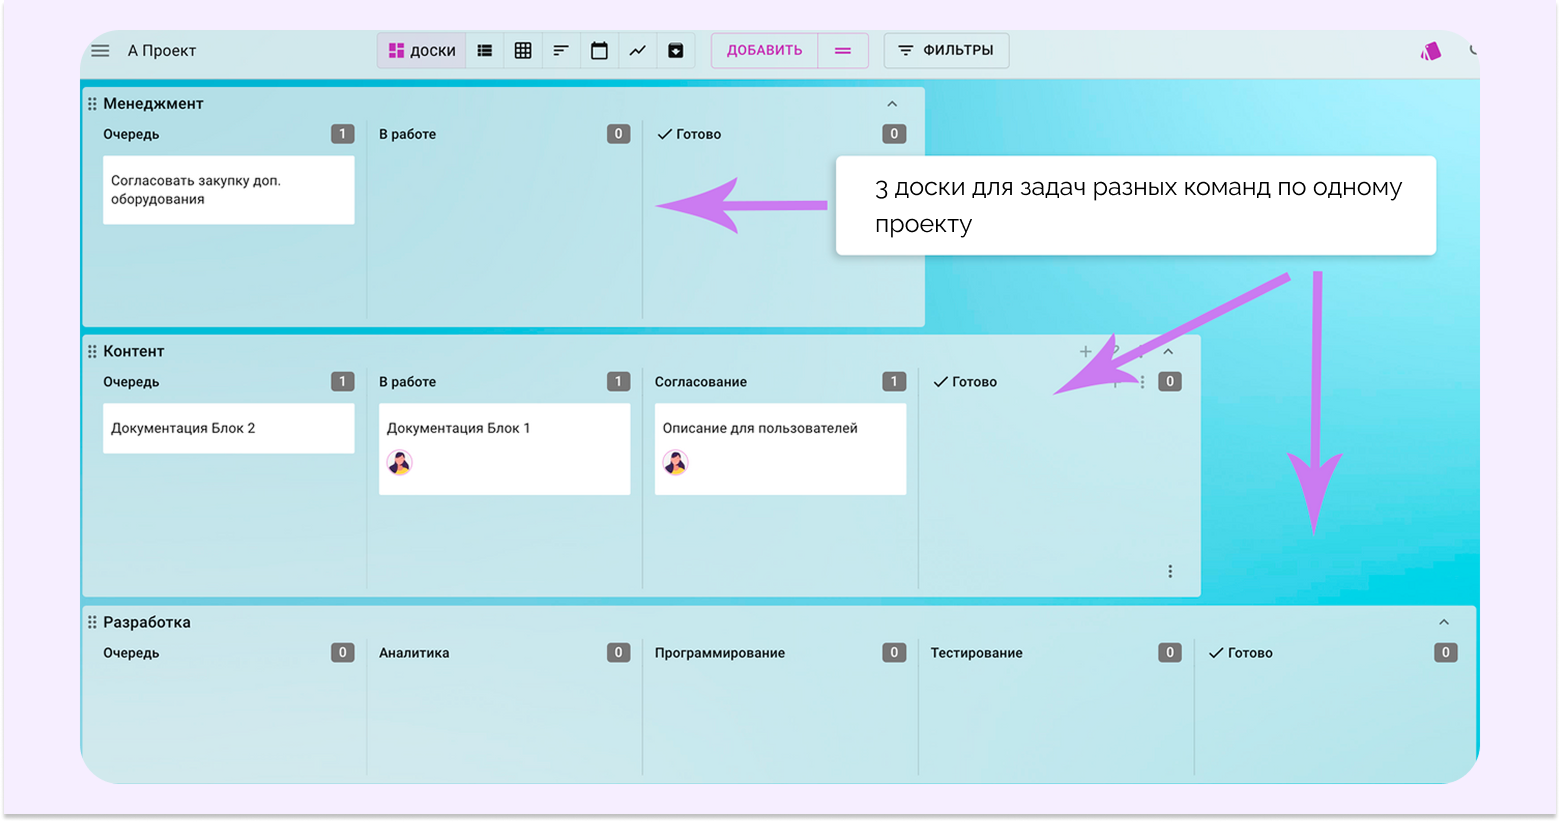 А Проект
ДОСКИ
ДОБАВИТЬ
ФИЛЬТРЫ
Менеджмент
Очередь 1 В работе 0 Готово 0
Согласовать закупку доп.
оборудования
3 доски для задач разных команд по одному
проекту
Контент
Очередь 1 В работе 1 Согласование 1 Готово 0
Документация Блок 2
Документация Блок 1
Описание для пользователей
Разработка
Очередь 0 Аналитика 0 Программирование 0 Тестирование 0 Готово 0